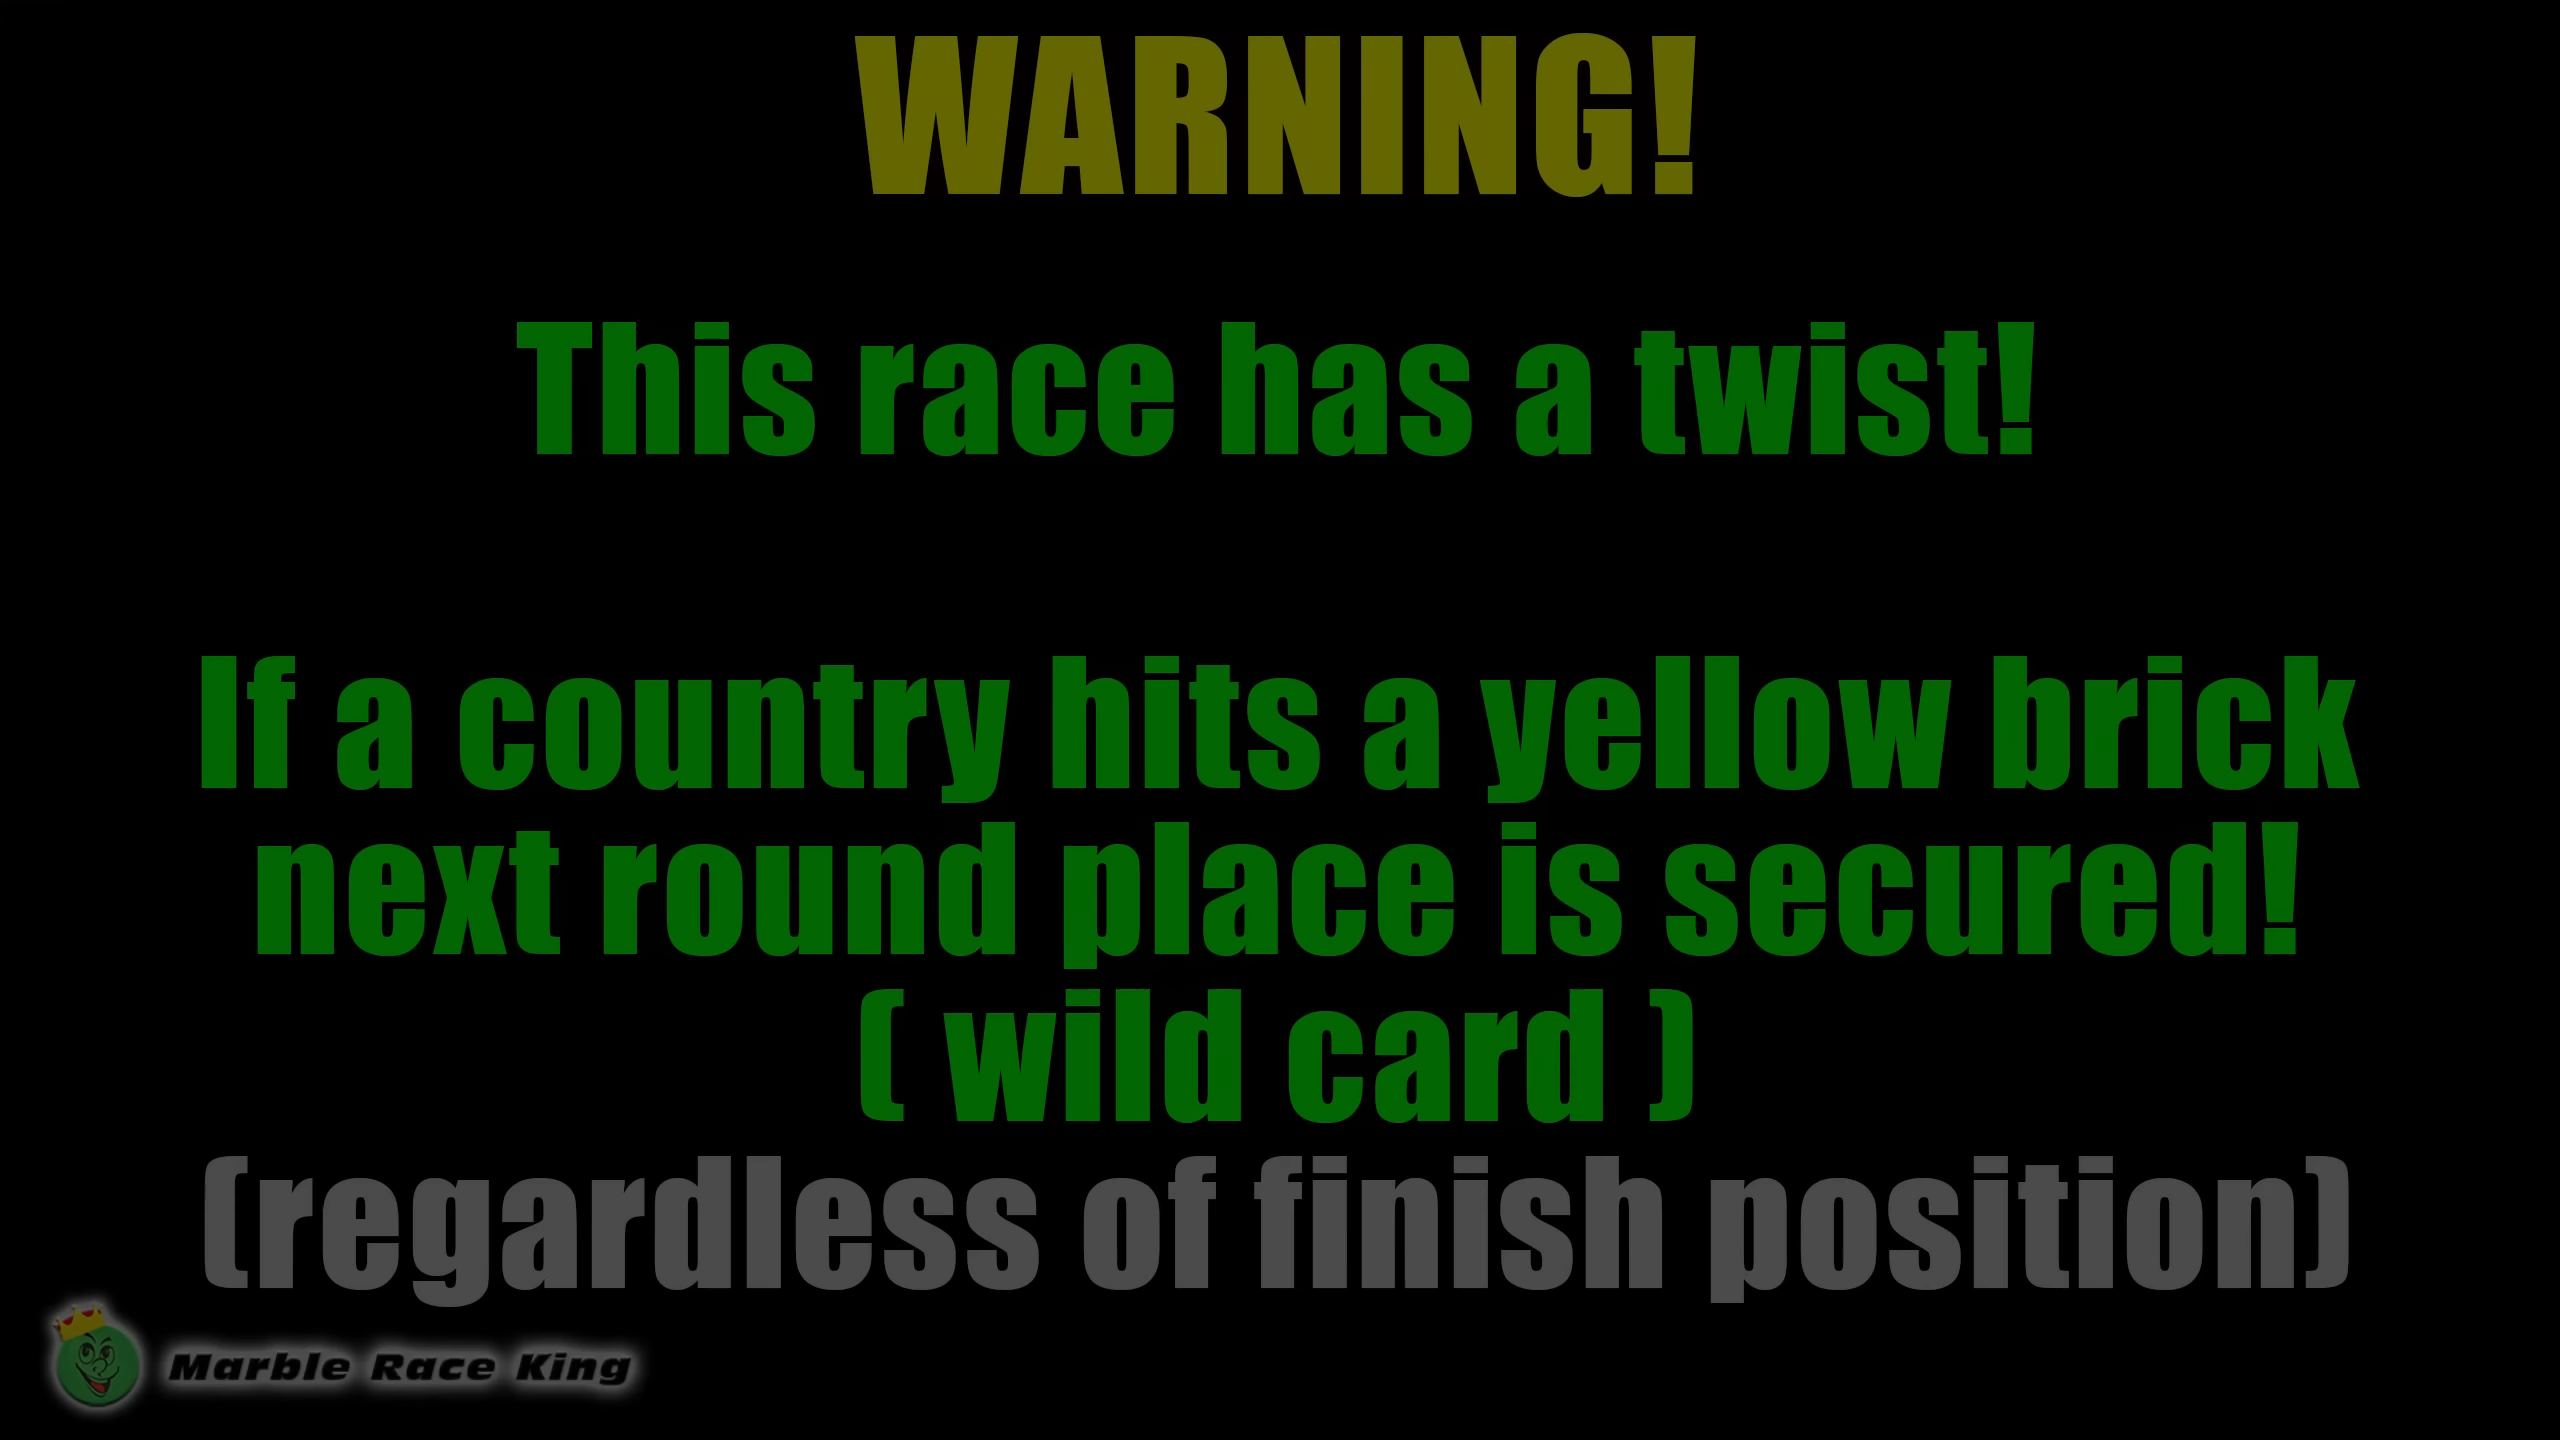 WARNING!
This race has a twist!
If a country hits a yellow brick
next round place is secured!
( wild card )
(regardless of finish position)
Marble Race King